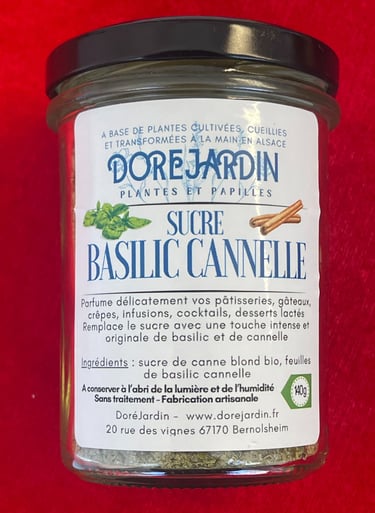 A BASE DE PLANTES CULTIVÉES, CUEILLIES
ET TRANSFORMÉES À LA MAIN EN ALSACE
DORÉJARDIN
PLANTES ET PAPILLES
SUCRE
BASILIC CANNELLE
Parfume délicatement vos pâtisseries, gâteaux,
crêpes, infusions, cocktails, desserts lactés
Remplace le sucre avec une touche intense et
originale de basilic et de cannelle
Ingrédients : sucre de canne blond bio, feuilles
de basilic cannelle
A conserver à l'abri de la lumière et de l'humidité
Sans traitement - Fabrication artisanale
140g
DoréJardin - www.dorejardin.fr
20 rue des vignes 67170 Bernolsheim